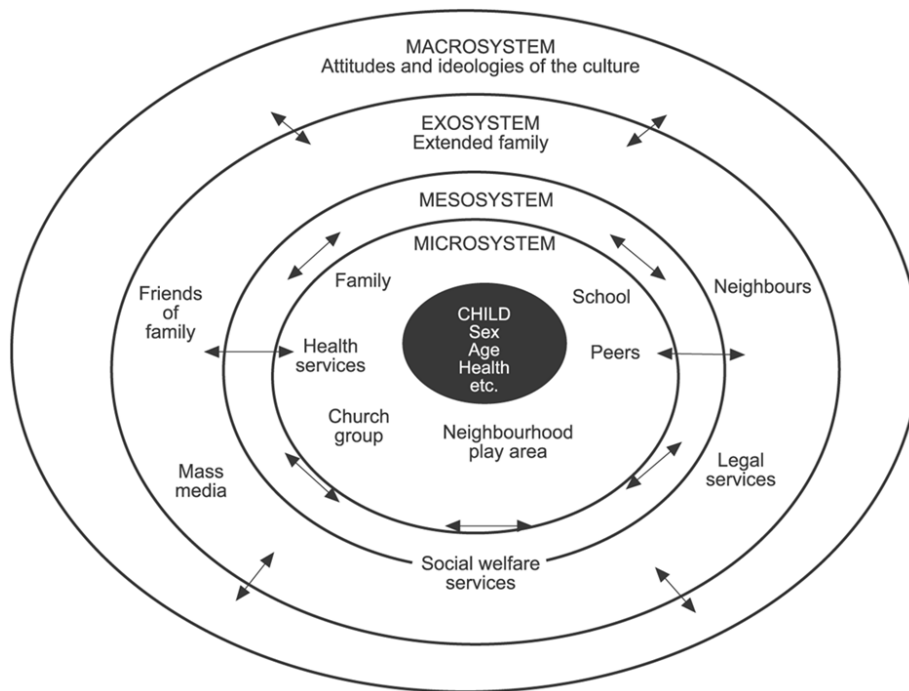 MACROSYSTEM
Attitudes and ideologies of the culture
EXOSYSTEM
Extended family
MESOSYSTEM
MICROSYSTEM
Family
School
Neighbours
Friends
of
family
CHILD
Sex
Age
Health
etc.
Health
services
Peers
Church
group
Neighbourhood
play area
Mass
media
Legal
services
Social welfare
services